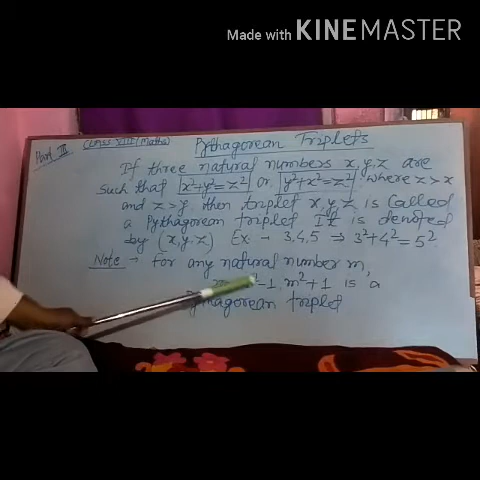 Made with KINEMASTER
Part III
CLASS-VIII (Maths)
Pythagorean Triplets
If three natural numbers x, y, z are
such that x²+y²=z² or y²+x²=z². where z>x
and z>y, then triplet x, y, z is called
a Pythagorean triplet It is denoted
by (x, y, z) Ex:- 3,4,5 ⇒ 3²+4²=5²
Note → For any natural number m,
-1, m²+1 is a
triplet